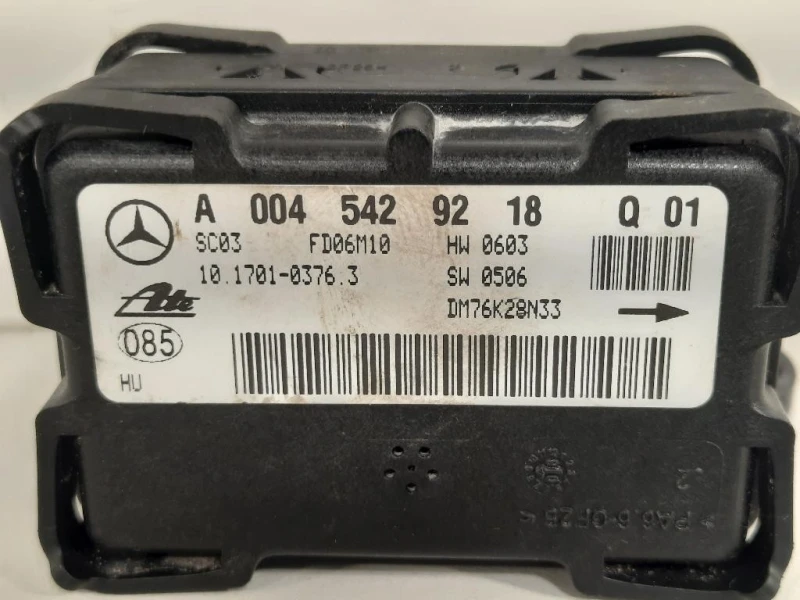 A 004 542 92 18 Q 01
SC03 FD06M10 HW 0603
10.1701-0376.3 SW 0506
Ate DM76K28N33
085
HU